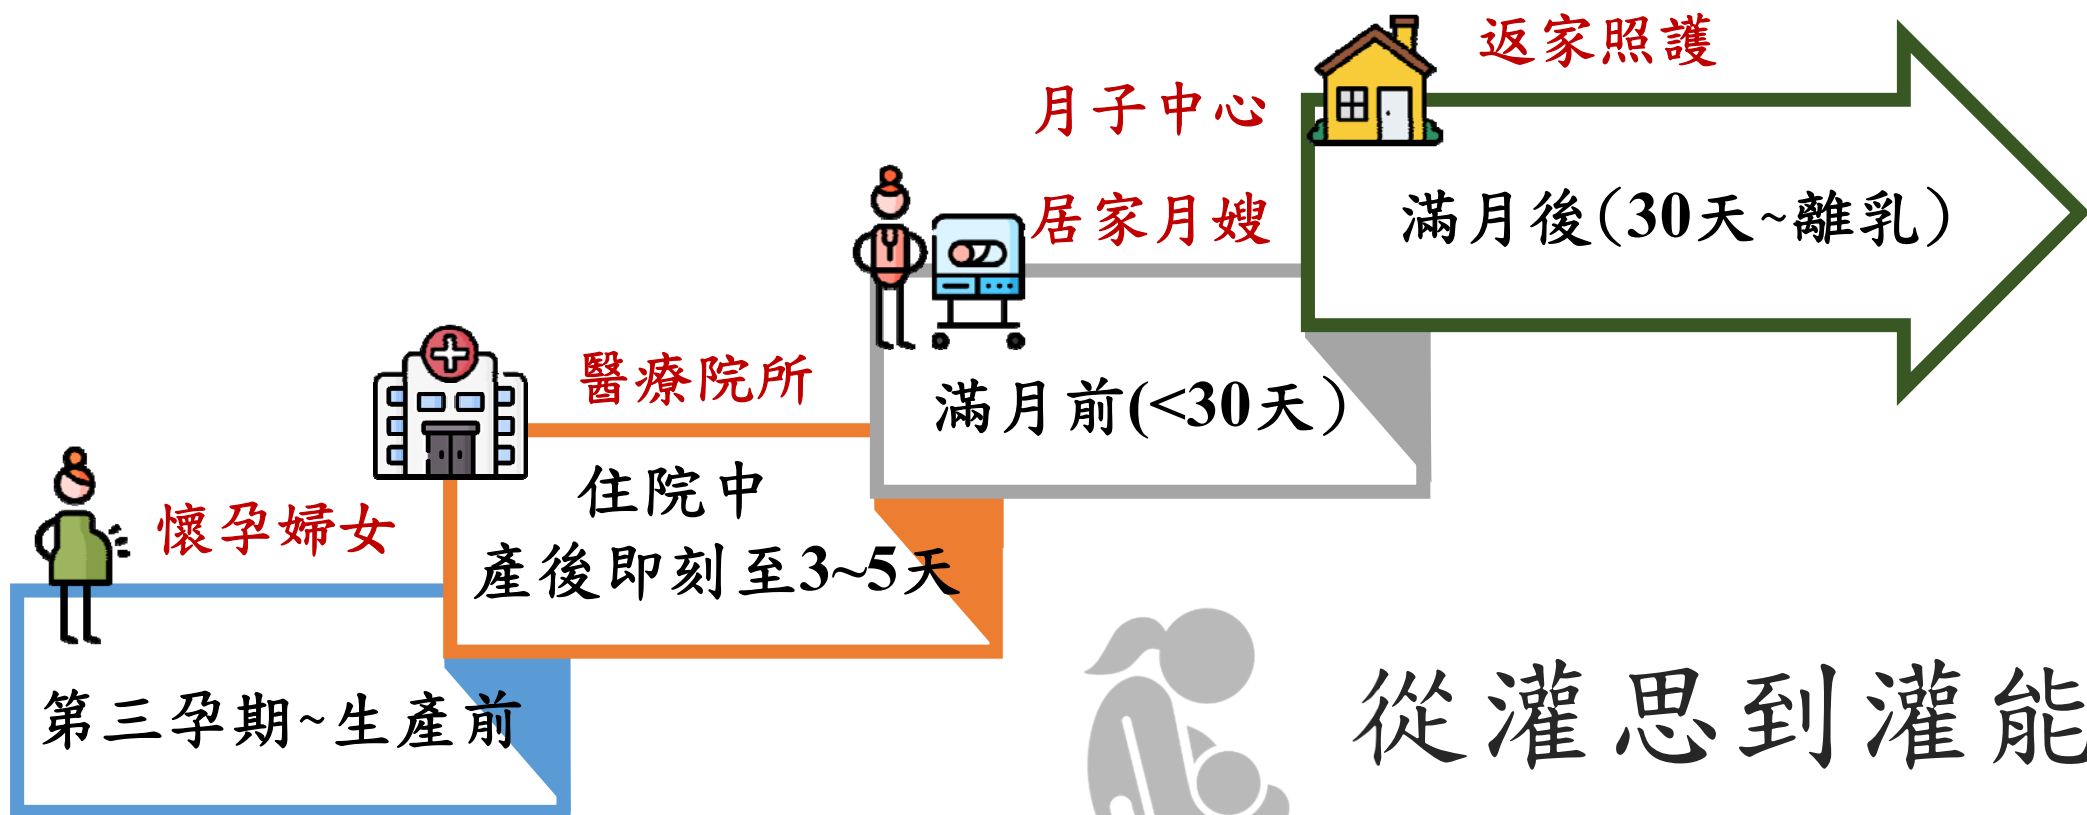 懷孕婦女
第三孕期~生產前
醫療院所
住院中
產後即刻至3~5天
月子中心
居家月嫂
滿月前(<30天)
返家照護
滿月後(30天~離乳)
從灌思到灌能